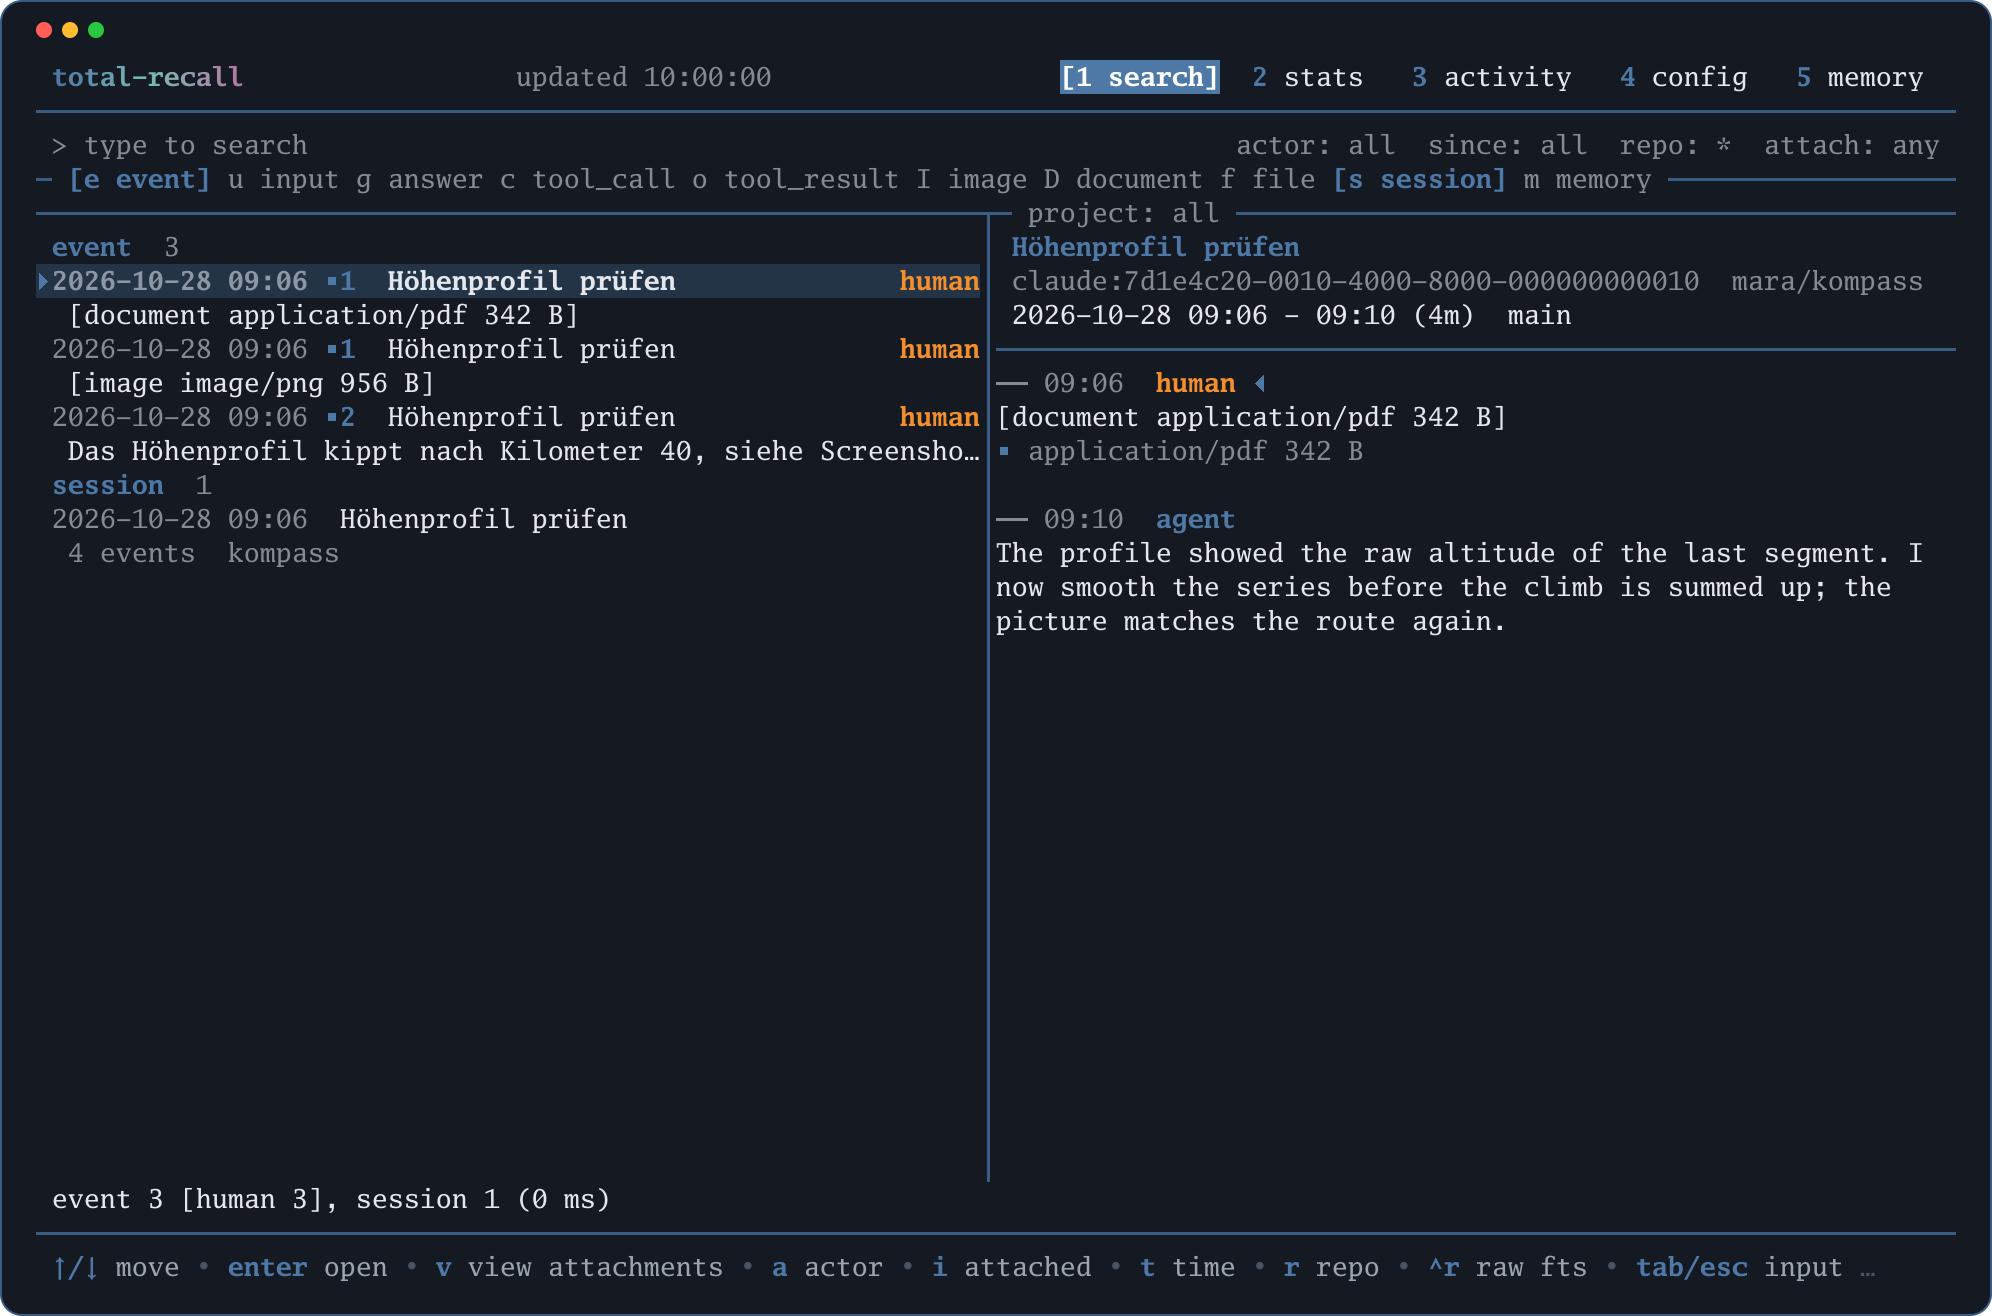 total-recall updated 10:00:00 [1 search] 2 stats 3 activity 4 config 5 memory
> type to search actor: all since: all repo: * attach: any
[e event] u input g answer c tool_call o tool_result I image D document f file [s session] m memory
project: all
event 3
2026-10-28 09:06 ▪1 Höhenprofil prüfen human
[document application/pdf 342 B]
2026-10-28 09:06 ▪1 Höhenprofil prüfen human
[image image/png 956 B]
2026-10-28 09:06 ▪2 Höhenprofil prüfen human
Das Höhenprofil kippt nach Kilometer 40, siehe Screensho…
session 1
2026-10-28 09:06 Höhenprofil prüfen
4 events kompass
Höhenprofil prüfen
claude:7d1e4c20-0010-4000-8000-000000000010 mara/kompass
2026-10-28 09:06 – 09:10 (4m) main
── 09:06 human ◂
[document application/pdf 342 B]
▪ application/pdf 342 B
── 09:10 agent
The profile showed the raw altitude of the last segment. I
now smooth the series before the climb is summed up; the
picture matches the route again.
event 3 [human 3], session 1 (0 ms)
↑/↓ move • enter open • v view attachments • a actor • i attached • t time • r repo • ^r raw fts • tab/esc input …